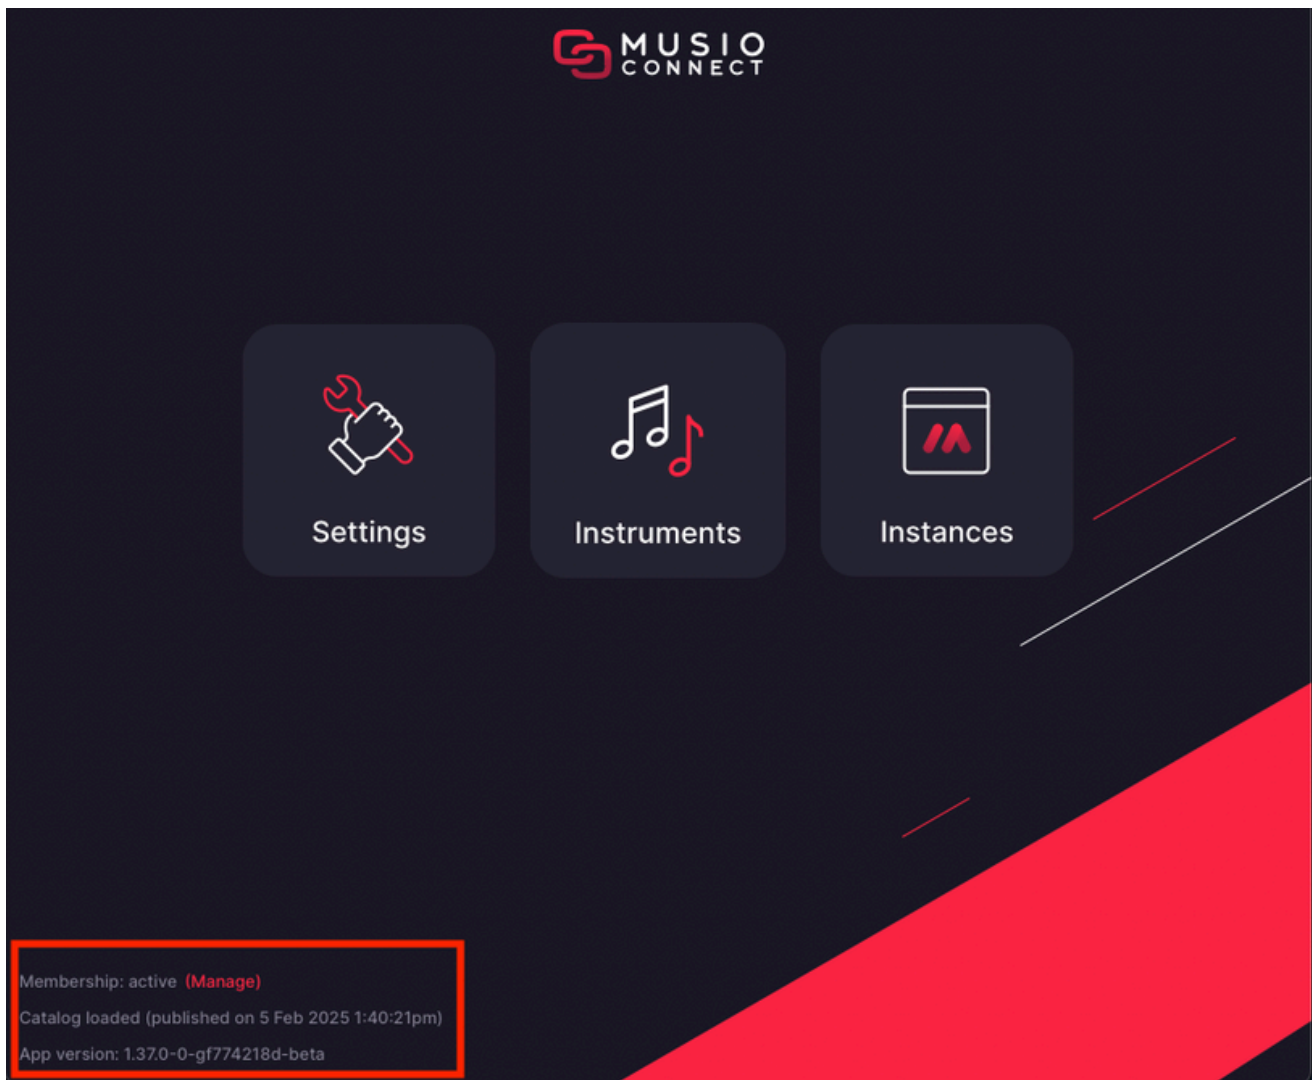 MUSIO
CONNECT
Settings
Instruments
Instances
Membership: active (Manage)
Catalog loaded (published on 5 Feb 2025 1:40:21pm)
App version: 1.37.0-0-gf774218d-beta